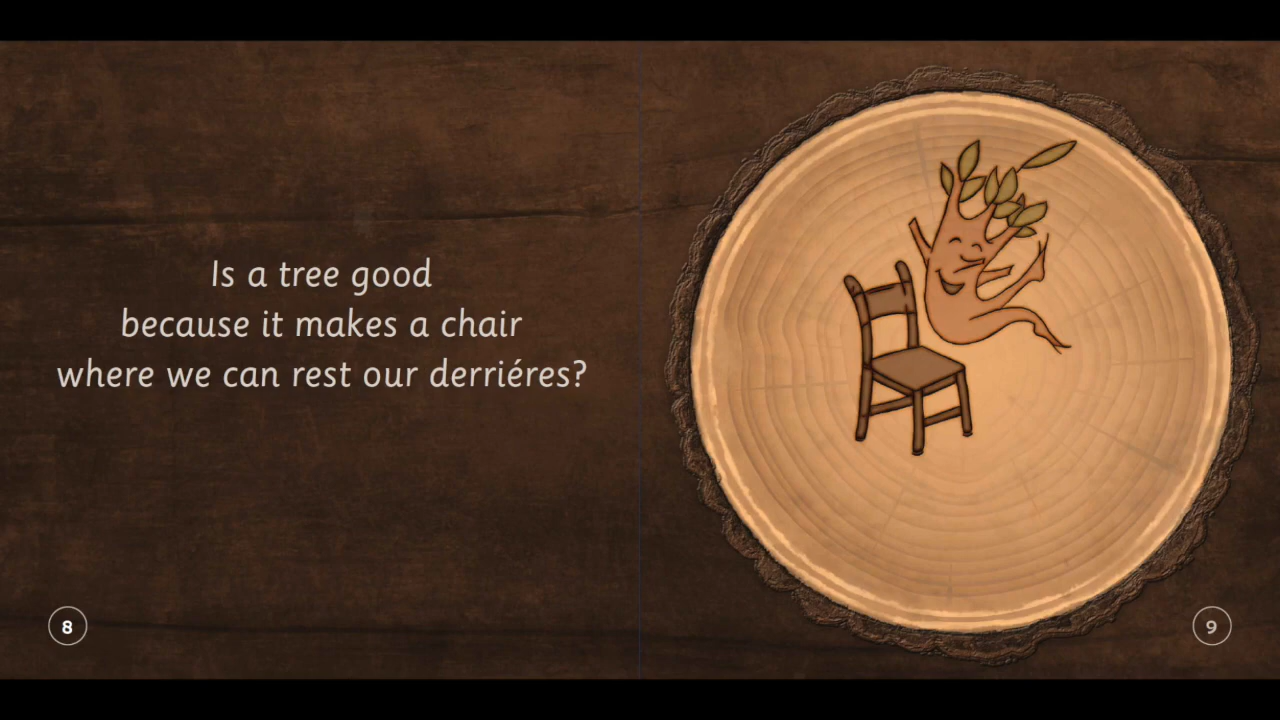 Is a tree good
because it makes a chair
where we can rest our derriéres?
8
9